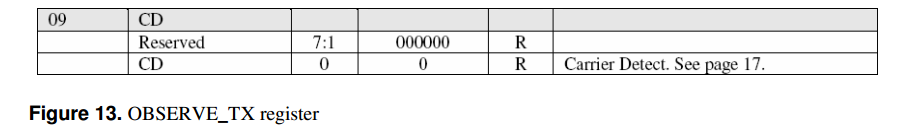 09 CD
Reserved 7:1 000000 R
CD 0 0 R Carrier Detect. See page 17.
Figure 13. OBSERVE_TX register